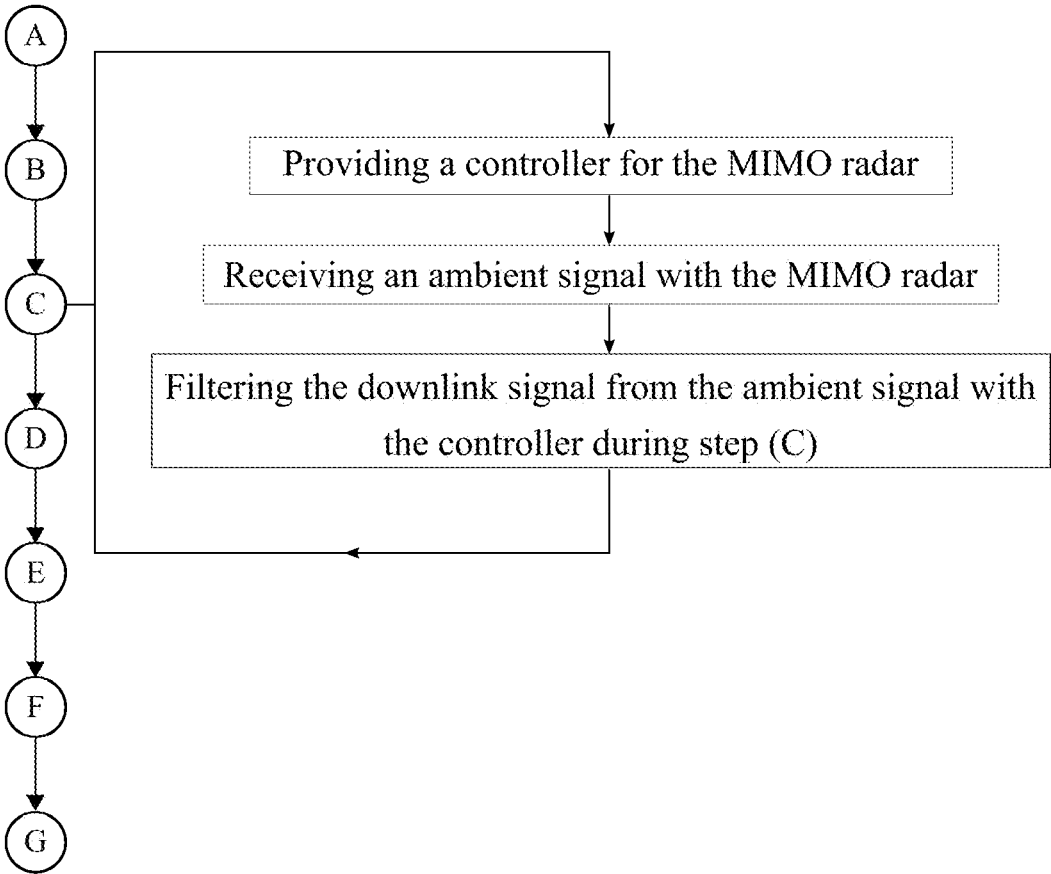 A
B
C
D
E
F
G
Providing a controller for the MIMO radar
Receiving an ambient signal with the MIMO radar
Filtering the downlink signal from the ambient signal with
the controller during step (C)